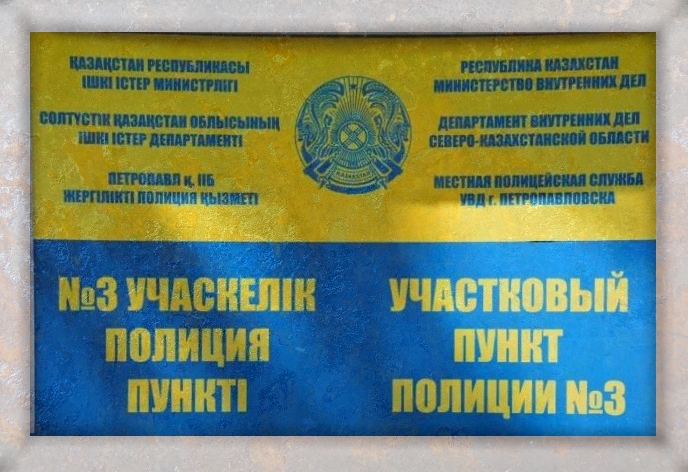 ҚАЗАҚСТАН РЕСПУБЛИКАСЫ
ІШКІ ІСТЕР МИНИСТРЛІГІ
СОЛТҮСТІК ҚАЗАҚСТАН ОБЛЫСЫНЫҢ
ІШКІ ІСТЕР ДЕПАРТАМЕНТІ
ПЕТРОПАВЛ қ. ІІБ
ЖЕРГІЛІКТІ ПОЛИЦИЯ ҚЫЗМЕТІ
КАЗАХСТАН
РЕСПУБЛИКА КАЗАХСТАН
МИНИСТЕРСТВО ВНУТРЕННИХ ДЕЛ
ДЕПАРТАМЕНТ ВНУТРЕННИХ ДЕЛ
СЕВЕРО-КАЗАХСТАНСКОЙ ОБЛАСТИ
МЕСТНАЯ ПОЛИЦЕЙСКАЯ СЛУЖБА
УВД г. ПЕТРОПАВЛОВСКА
№3 УЧАСКЕЛІК
ПОЛИЦИЯ
ПУНКТІ
УЧАСТКОВЫЙ
ПУНКТ
ПОЛИЦИИ №3